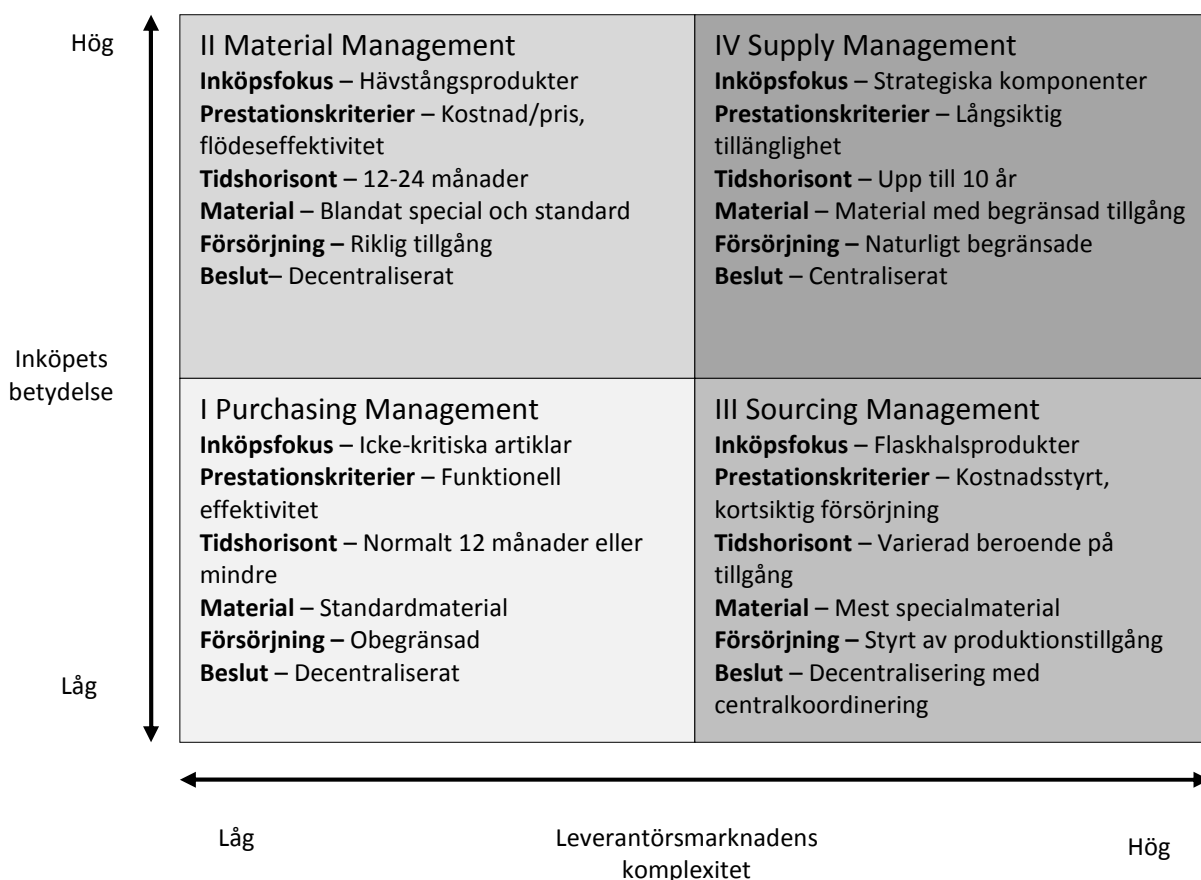 Hög
II Material Management
Inköpsfokus – Hävstångsprodukter
Prestationskriterier – Kostnad/pris,
flödeseffektivitet
Tidshorisont – 12-24 månader
Material – Blandat special och standard
Försörjning – Riklig tillgång
Beslut– Decentraliserat
IV Supply Management
Inköpsfokus – Strategiska komponenter
Prestationskriterier – Långsiktig
tillänglighet
Tidshorisont – Upp till 10 år
Material – Material med begränsad tillgång
Försörjning – Naturligt begränsade
Beslut – Centraliserat
Inköpets
betydelse
I Purchasing Management
Inköpsfokus – Icke-kritiska artiklar
Prestationskriterier – Funktionell
effektivitet
Tidshorisont – Normalt 12 månader eller
mindre
Material – Standardmaterial
Försörjning – Obegränsad
Beslut – Decentraliserat
III Sourcing Management
Inköpsfokus – Flaskhalsprodukter
Prestationskriterier – Kostnadsstyrt,
kortsiktig försörjning
Tidshorisont – Varierad beroende på
tillgång
Material – Mest specialmaterial
Försörjning – Styrt av produktionstillgång
Beslut – Decentralisering med
centralkoordinering
Låg
Låg
Leverantörsmarknadens
komplexitet
Hög